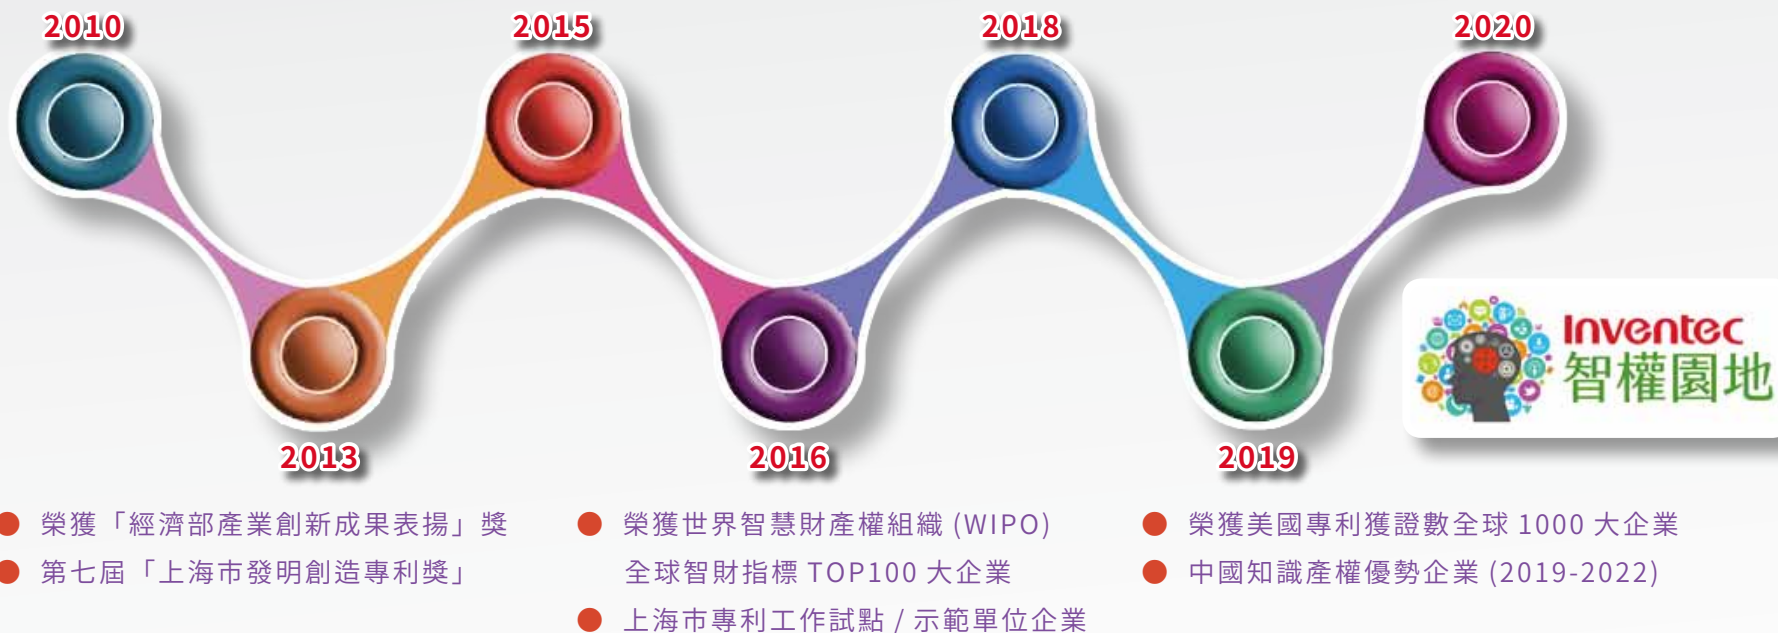 2010
2015
2018
2020
Inventec
智權園地
2013
2016
2019
榮獲「經濟部產業創新成果表揚」獎
第七屆「上海市發明創造專利獎」
榮獲世界智慧財產權組織 (WIPO)
全球智財指標 TOP100 大企業
上海市專利工作試點 / 示範單位企業
榮獲美國專利獲證數全球 1000 大企業
中國知識產權優勢企業 (2019-2022)